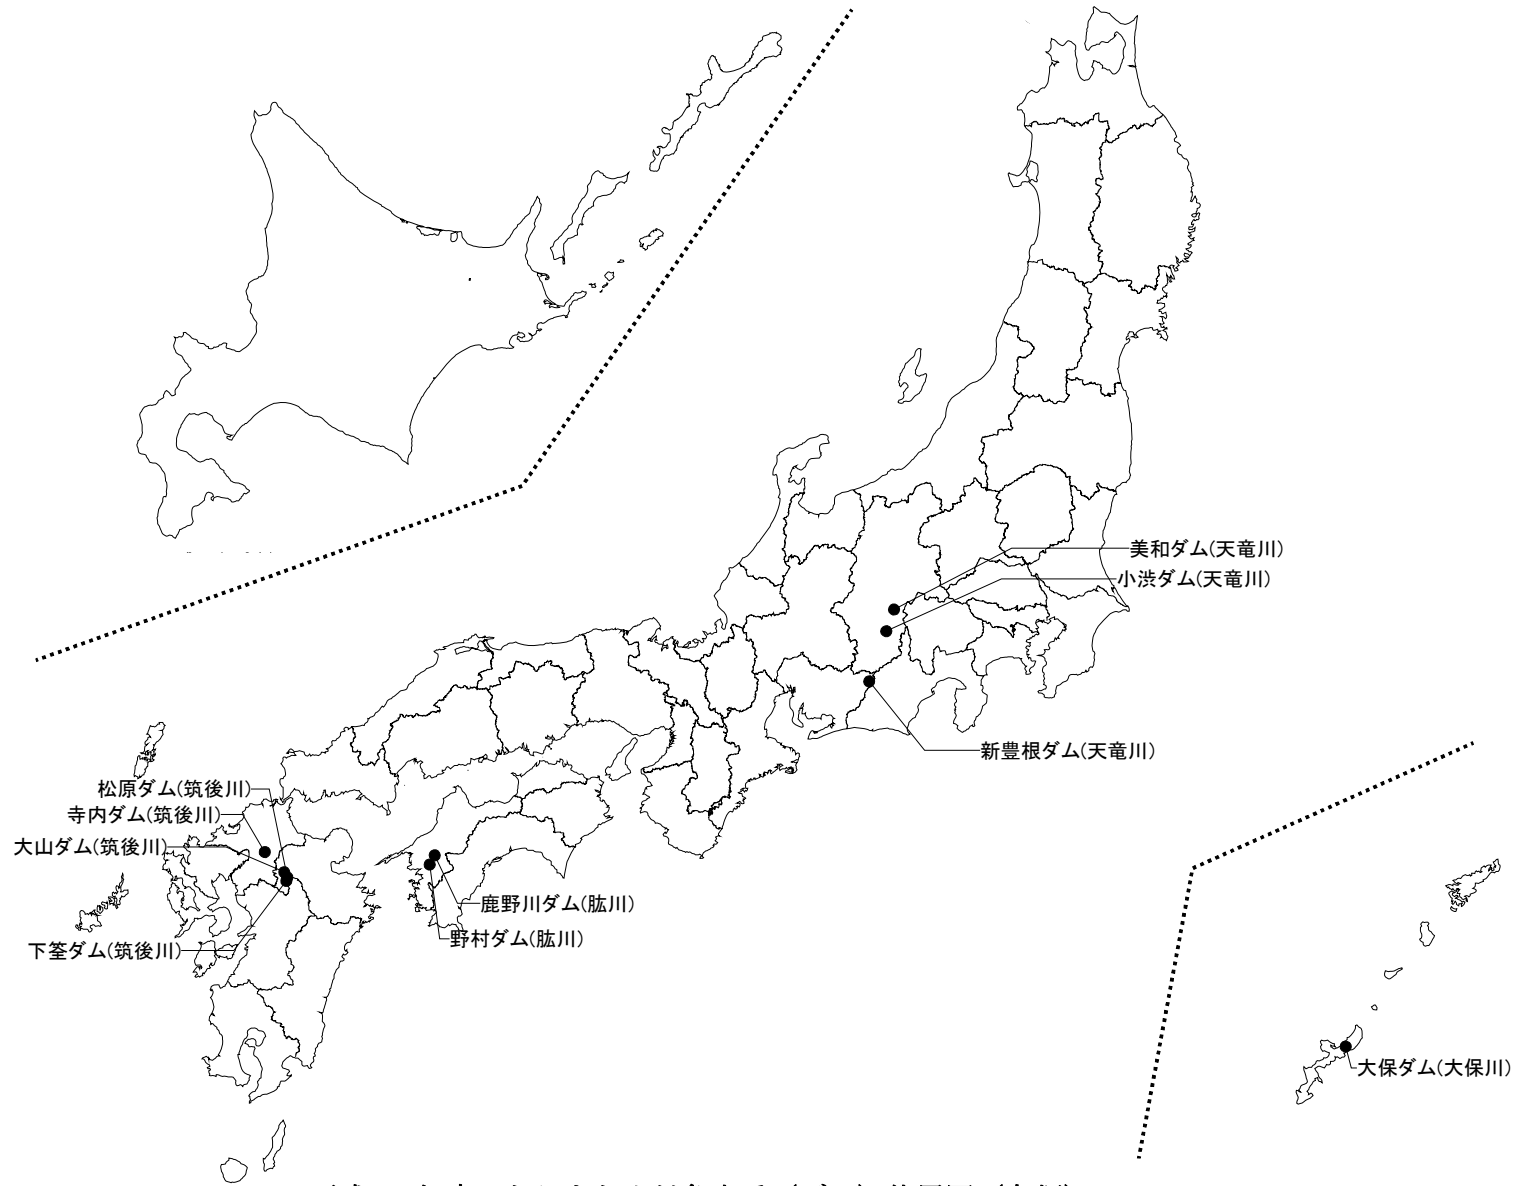 美和ダム(天竜川)
小渋ダム(天竜川)
新豊根ダム(天竜川)
松原ダム(筑後川)
寺内ダム(筑後川)
大山ダム(筑後川)
下筌ダム(筑後川)
鹿野川ダム(肱川)
野村ダム(肱川)
大保ダム(大保川)